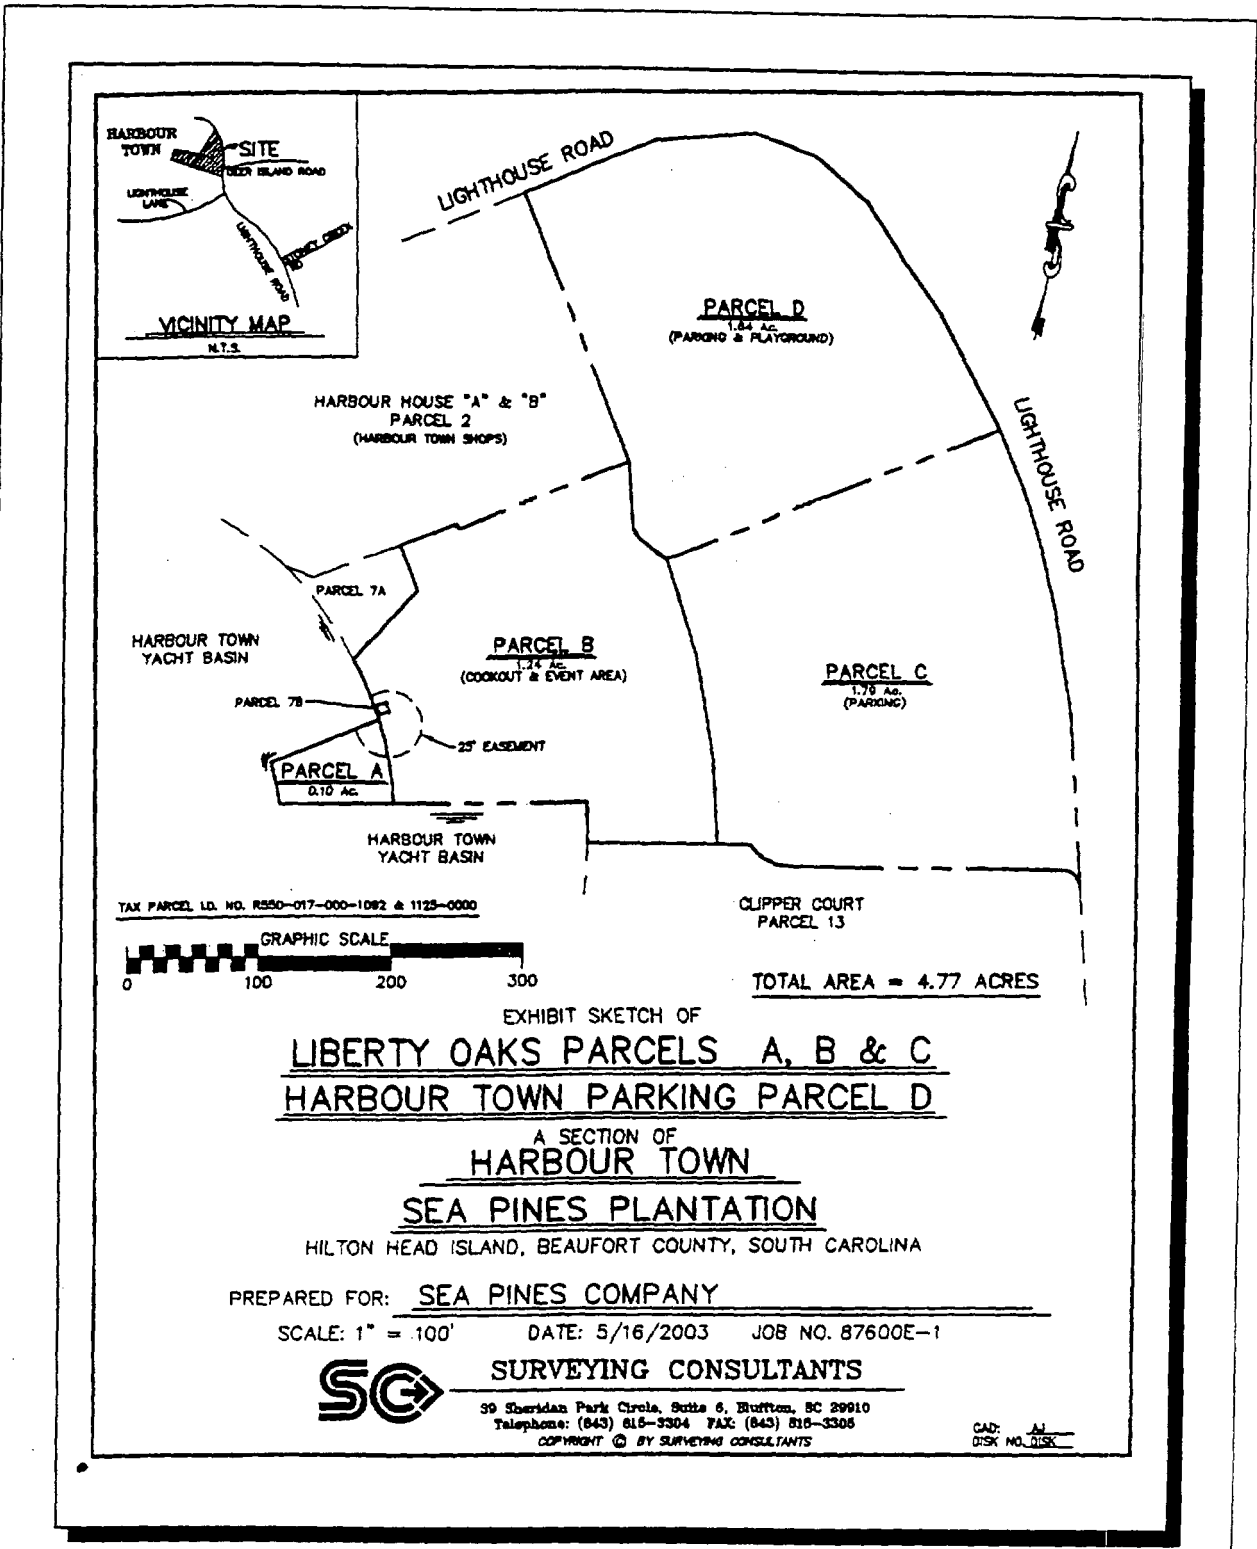 HARBOUR
TOWN
SITE
DEER ISLAND ROAD
LIGHTHOUSE
LANE
LIGHTHOUSE ROAD
STONEY CREEK
RD
VICINITY MAP
N.T.S.
LIGHTHOUSE ROAD
PARCEL D
1.64 Ac.
(PARKING & PLAYGROUND)
HARBOUR HOUSE "A" & "B"
PARCEL 2
(HARBOUR TOWN SHOPS)
LIGHTHOUSE ROAD
PARCEL 7A
HARBOUR TOWN
YACHT BASIN
PARCEL B
1.24 Ac.
(COOKOUT & EVENT AREA)
PARCEL C
1.79 Ac.
(PARKING)
PARCEL 7B
25' EASEMENT
PARCEL A
0.10 Ac.
HARBOUR TOWN
YACHT BASIN
TAX PARCEL I.D. NO. R550-017-000-1092 & 1125-0000
CLIPPER COURT
PARCEL 13
GRAPHIC SCALE
0 100 200 300
TOTAL AREA = 4.77 ACRES
EXHIBIT SKETCH OF
LIBERTY OAKS PARCELS A, B & C
HARBOUR TOWN PARKING PARCEL D
A SECTION OF
HARBOUR TOWN
SEA PINES PLANTATION
HILTON HEAD ISLAND, BEAUFORT COUNTY, SOUTH CAROLINA
PREPARED FOR: SEA PINES COMPANY
SCALE: 1" = 100' DATE: 5/16/2003 JOB NO. 87600E-1
SC SURVEYING CONSULTANTS
39 Sheridan Park Circle, Suite 6, Bluffton, SC 29910
Telephone: (843) 815-3304 FAX: (843) 815-3305
COPYRIGHT © BY SURVEYING CONSULTANTS
CAD: AJ
DISK NO. DISK